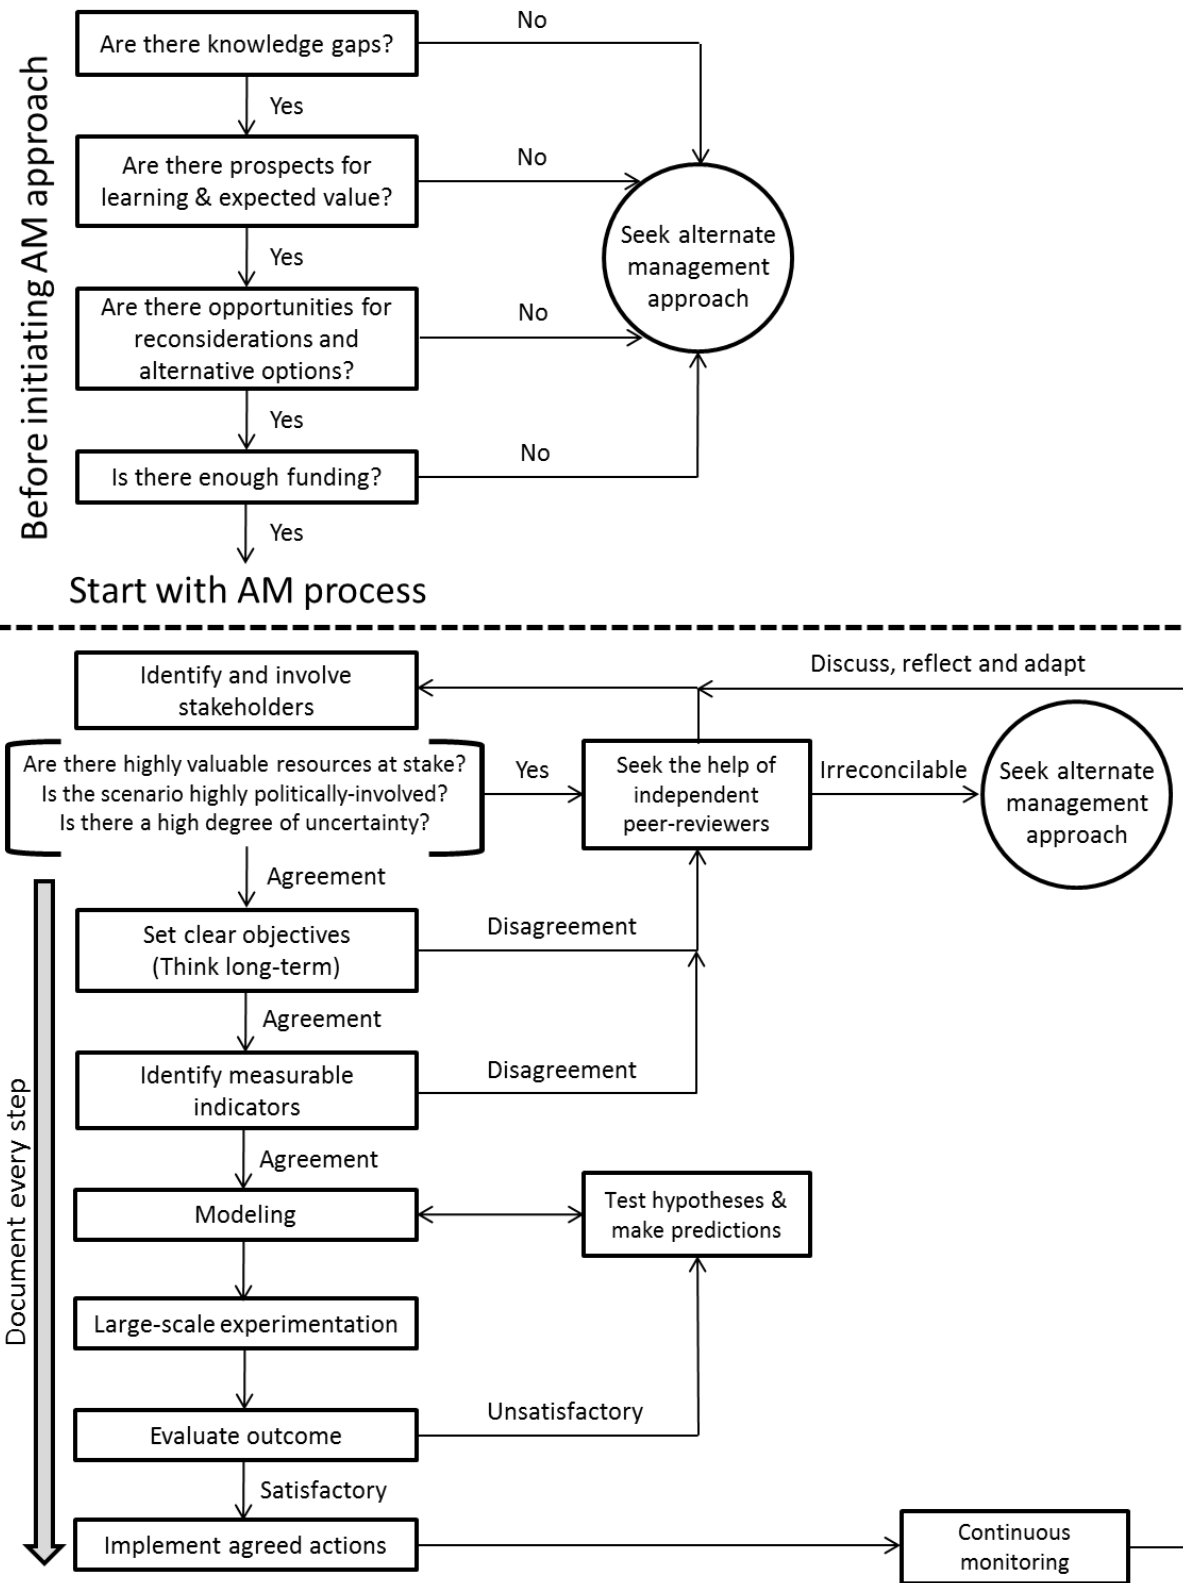 Before initiating AM approach
Are there knowledge gaps?
No
Yes
Are there prospects for
learning & expected value?
No
Yes
Seek alternate
management
approach
Are there opportunities for
reconsiderations and
alternative options?
No
Yes
Is there enough funding?
No
Yes
Start with AM process
Identify and involve
stakeholders
Discuss, reflect and adapt
Are there highly valuable resources at stake?
Is the scenario highly politically-involved?
Is there a high degree of uncertainty?
Yes
Seek the help of
independent
peer-reviewers
Irreconcilable
Seek alternate
management
approach
Agreement
Document every step
Set clear objectives
(Think long-term)
Disagreement
Agreement
Identify measurable
indicators
Disagreement
Agreement
Modeling
Test hypotheses &
make predictions
Large-scale experimentation
Evaluate outcome
Unsatisfactory
Satisfactory
Implement agreed actions
Continuous
monitoring